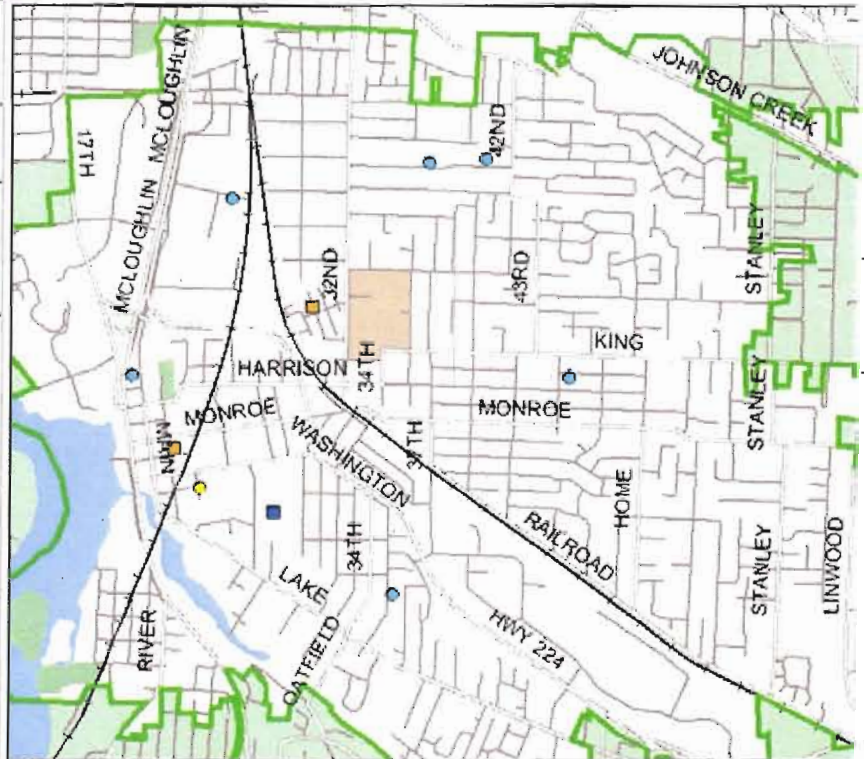 MCLOUGHLIN
JOHNSON CREEK
17TH
42ND
MCLOUGHLIN
STANLEY
32ND
43RD
KING
HARRISON
34TH
STANLEY
MONROE
MONROE
MAIN
WASHINGTON
37TH
HOME
RAILROAD
34TH
STANLEY
LINWOOD
LAKE
HWY 224
RIVER
OATFIELD